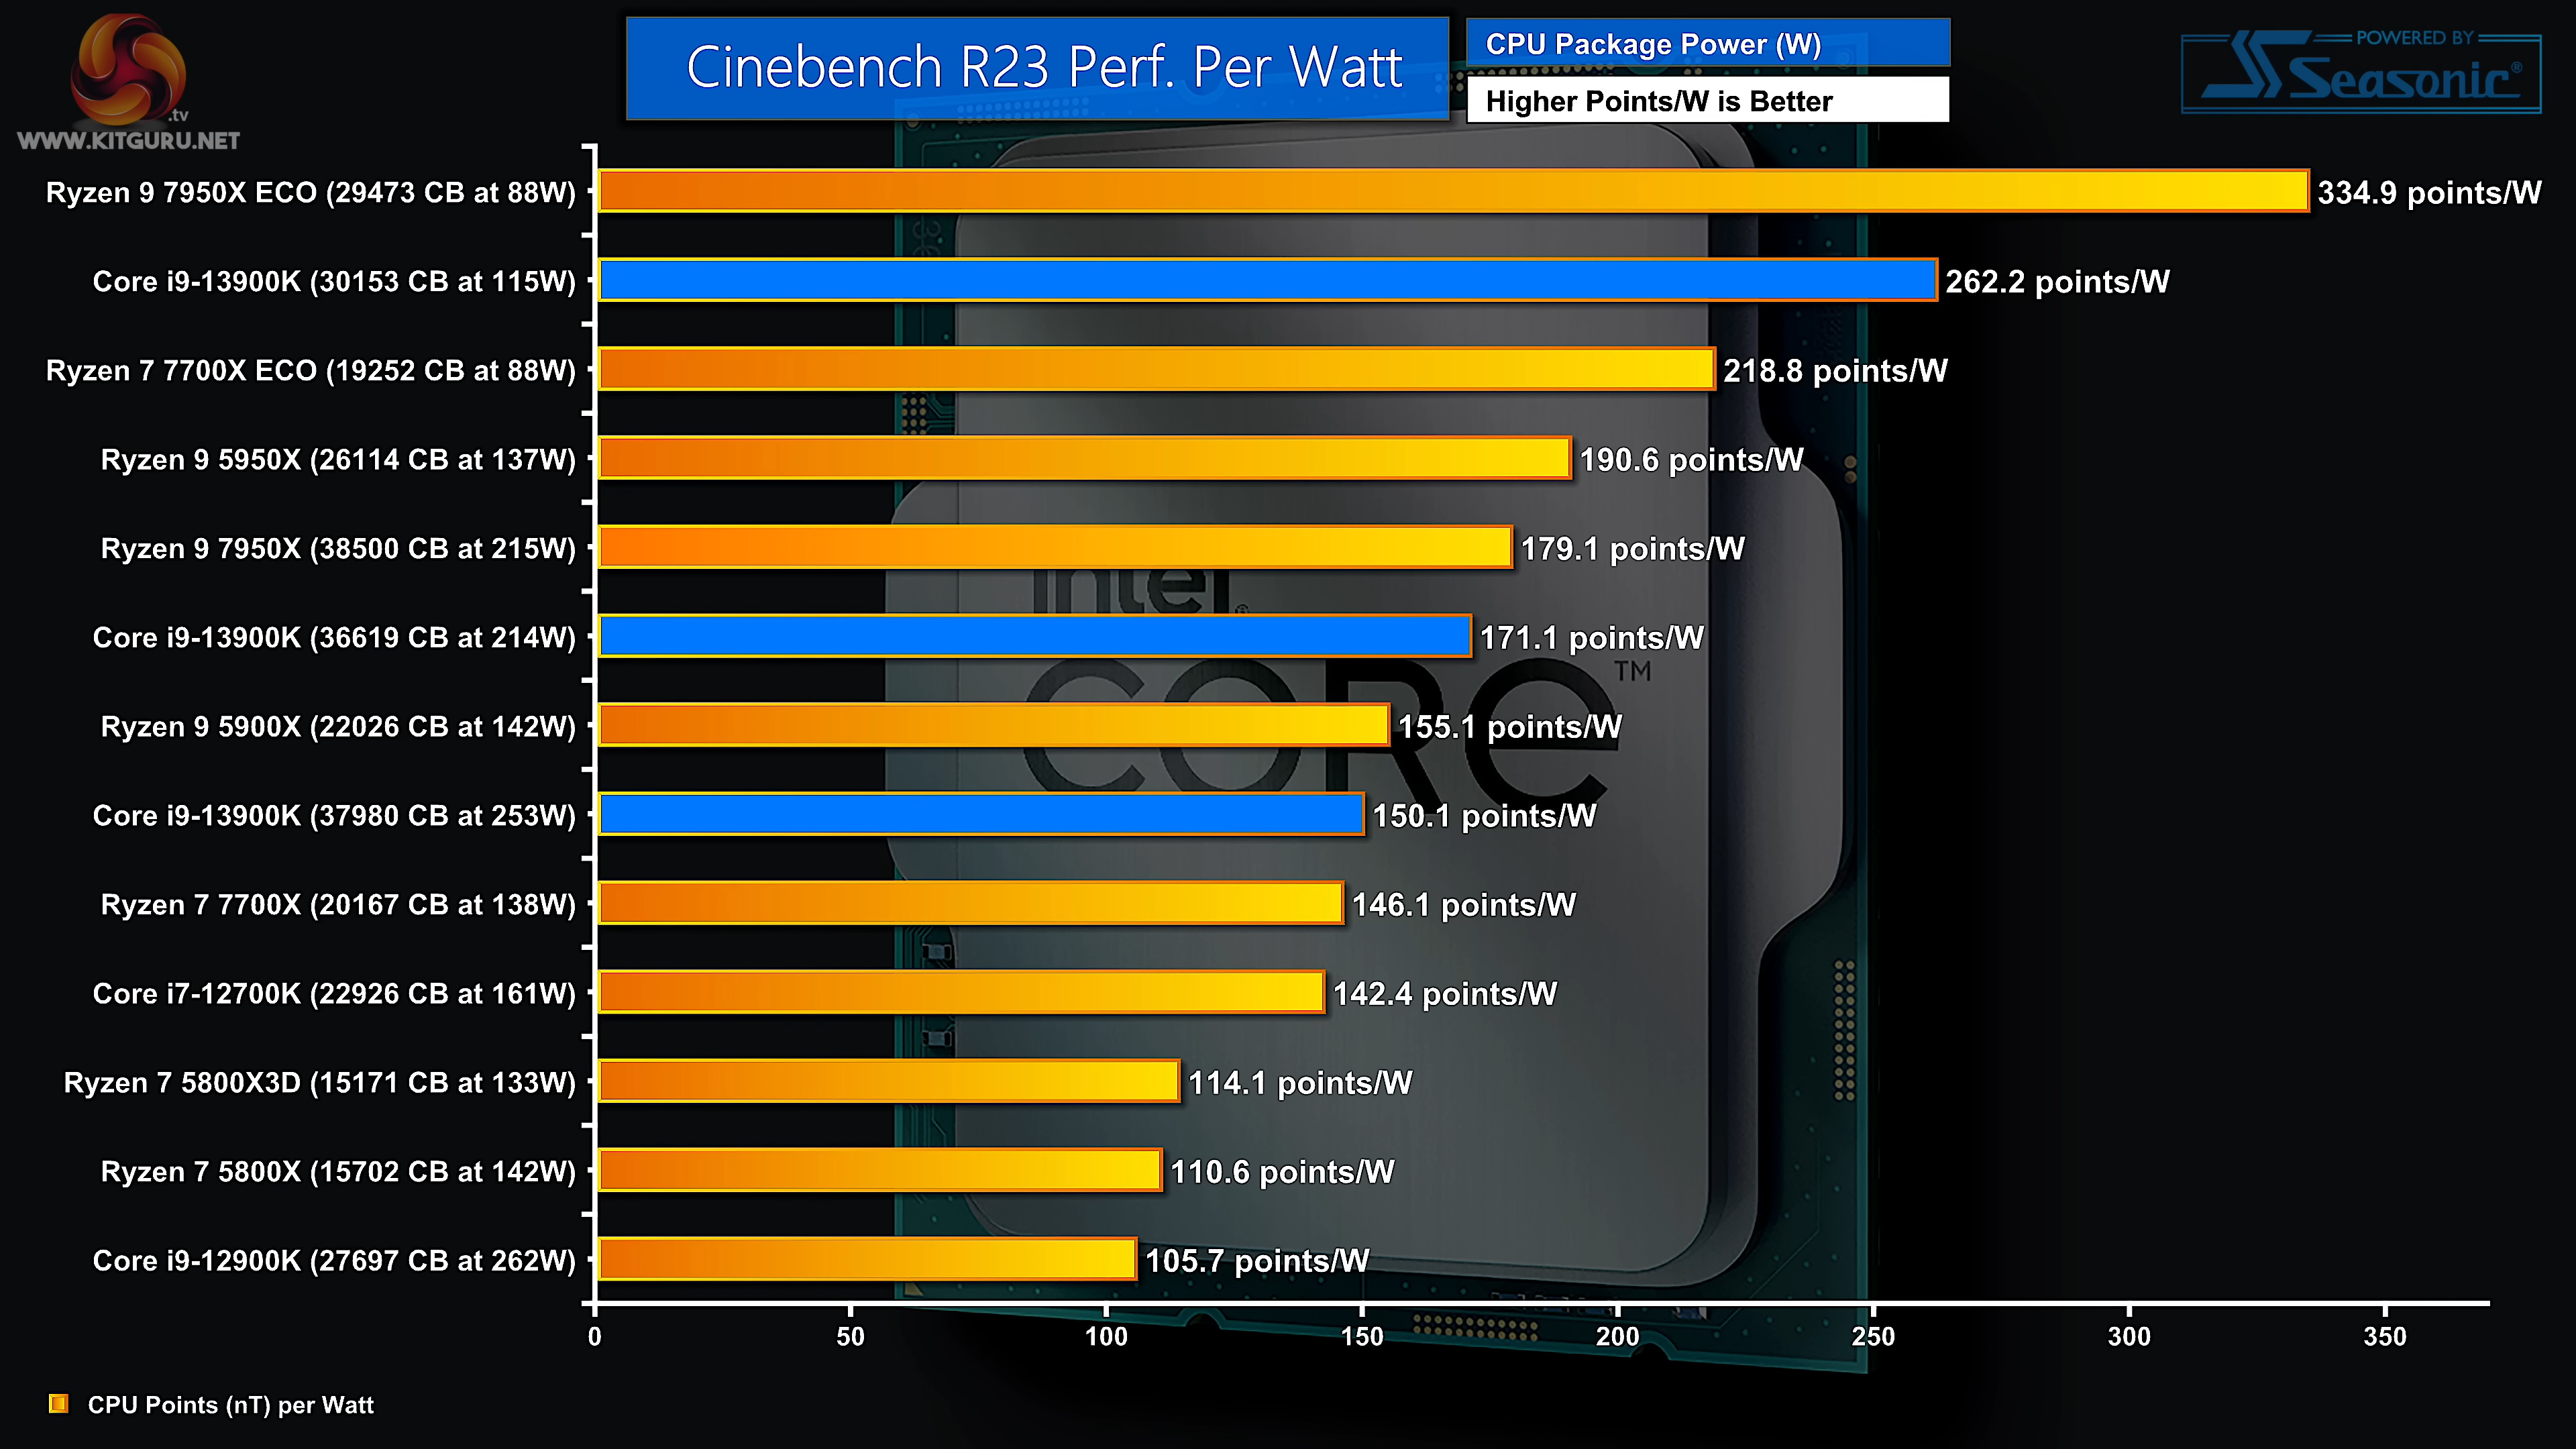 .tv
WWW.KITGURU.NET
Cinebench R23 Perf. Per Watt
CPU Package Power (W)
Higher Points/W is Better
POWERED BY
Seasonic®
Ryzen 9 7950X ECO (29473 CB at 88W) 334.9 points/W
Core i9-13900K (30153 CB at 115W) 262.2 points/W
Ryzen 7 7700X ECO (19252 CB at 88W) 218.8 points/W
Ryzen 9 5950X (26114 CB at 137W) 190.6 points/W
Ryzen 9 7950X (38500 CB at 215W) 179.1 points/W
intel®
Core i9-13900K (36619 CB at 214W) 171.1 points/W
CORE™
Ryzen 9 5900X (22026 CB at 142W) 155.1 points/W
Core i9-13900K (37980 CB at 253W) 150.1 points/W
Ryzen 7 7700X (20167 CB at 138W) 146.1 points/W
Core i7-12700K (22926 CB at 161W) 142.4 points/W
Ryzen 7 5800X3D (15171 CB at 133W) 114.1 points/W
Ryzen 7 5800X (15702 CB at 142W) 110.6 points/W
Core i9-12900K (27697 CB at 262W) 105.7 points/W
0 50 100 150 200 250 300 350
CPU Points (nT) per Watt